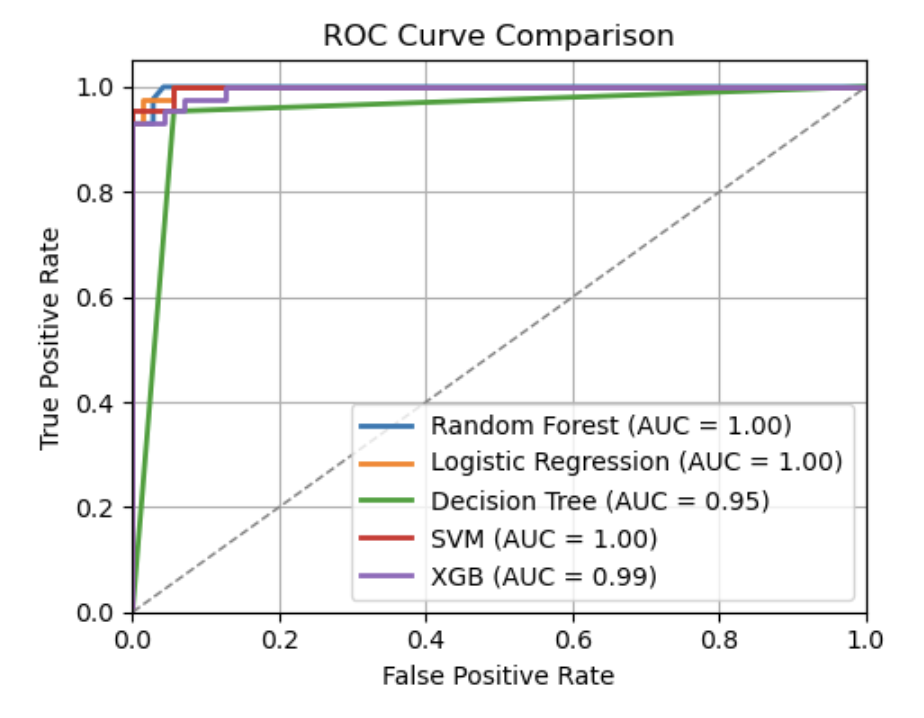 ROC Curve Comparison
True Positive Rate
1.0
0.8
0.6
0.4
0.2
0.0
Random Forest (AUC = 1.00)
Logistic Regression (AUC = 1.00)
Decision Tree (AUC = 0.95)
SVM (AUC = 1.00)
XGB (AUC = 0.99)
0.0 0.2 0.4 0.6 0.8 1.0
False Positive Rate